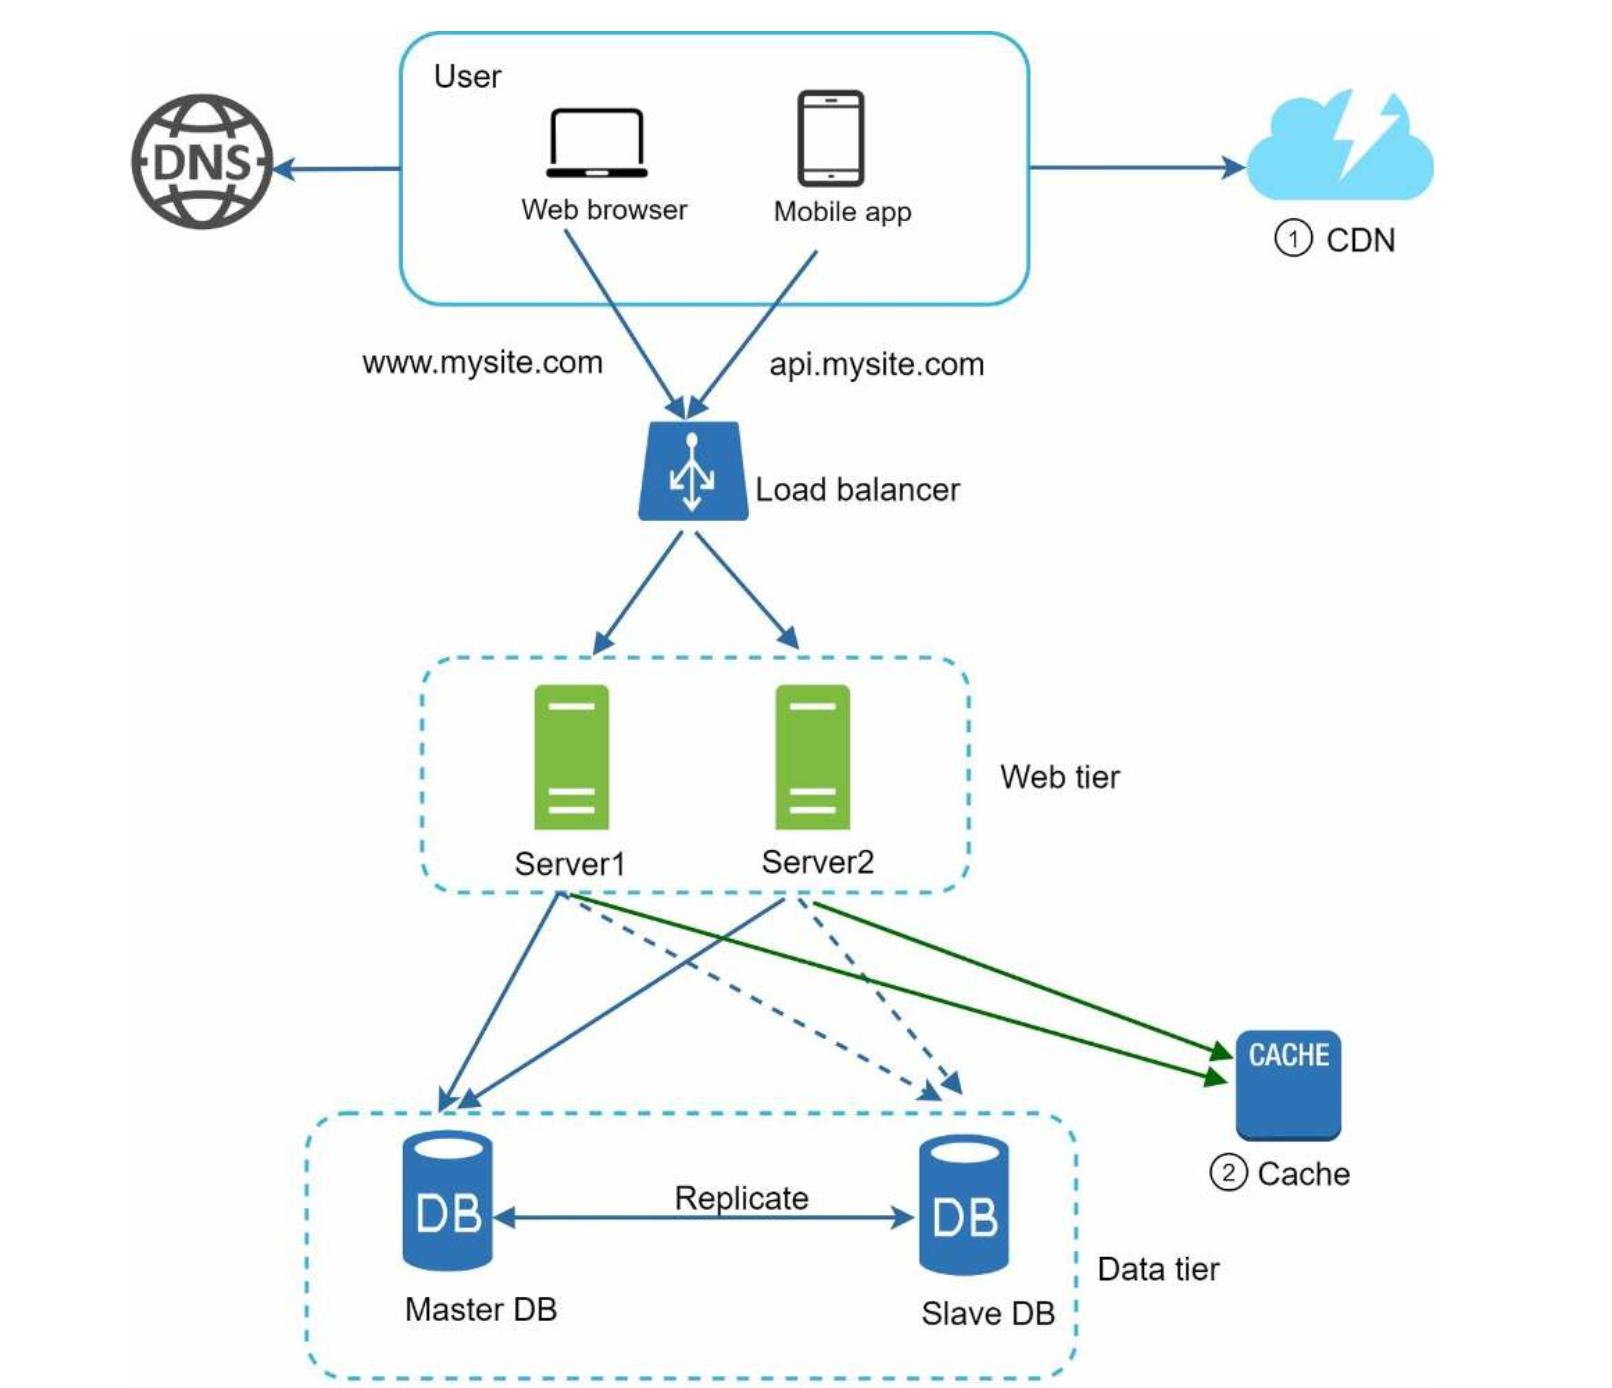 User
DNS
Web browser
Mobile app
1 CDN
www.mysite.com
api.mysite.com
Load balancer
Web tier
Server1
Server2
CACHE
2 Cache
DB
Replicate
DB
Data tier
Master DB
Slave DB